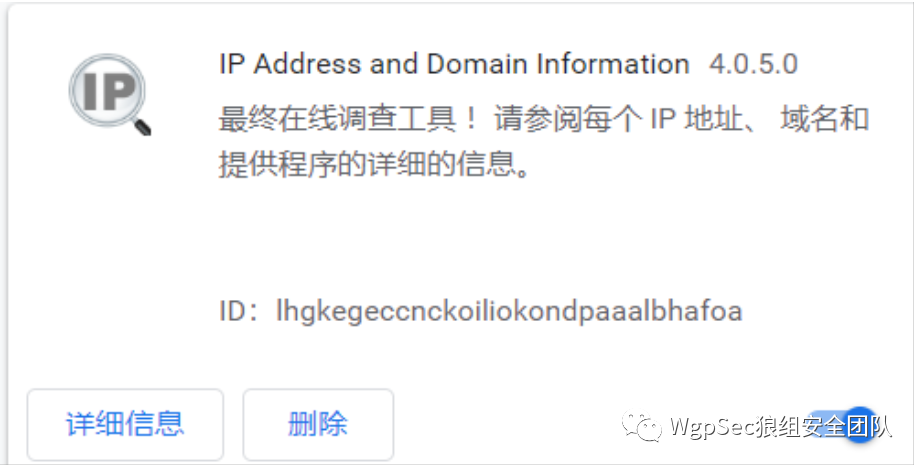 IP
IP Address and Domain Information 4.0.5.0
最终在线调查工具！ 请参阅每个 IP 地址、 域名和
提供程序的详细的信息。
ID：lhgkegeccnckoiliokondpaaalbhafoa
详细信息 删除
WgpSec狼组安全团队